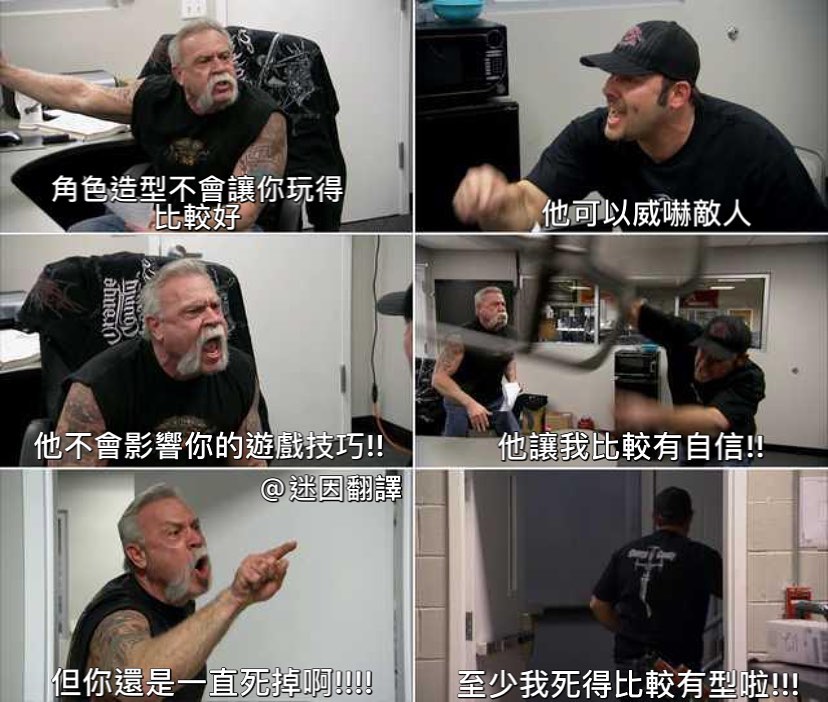 角色造型不會讓你玩得
比較好
他可以威嚇敵人
他不會影響你的遊戲技巧!!
他讓我比較有自信!!
@迷因翻譯
但你還是一直死掉啊!!!!
至少我死得比較有型啦!!!